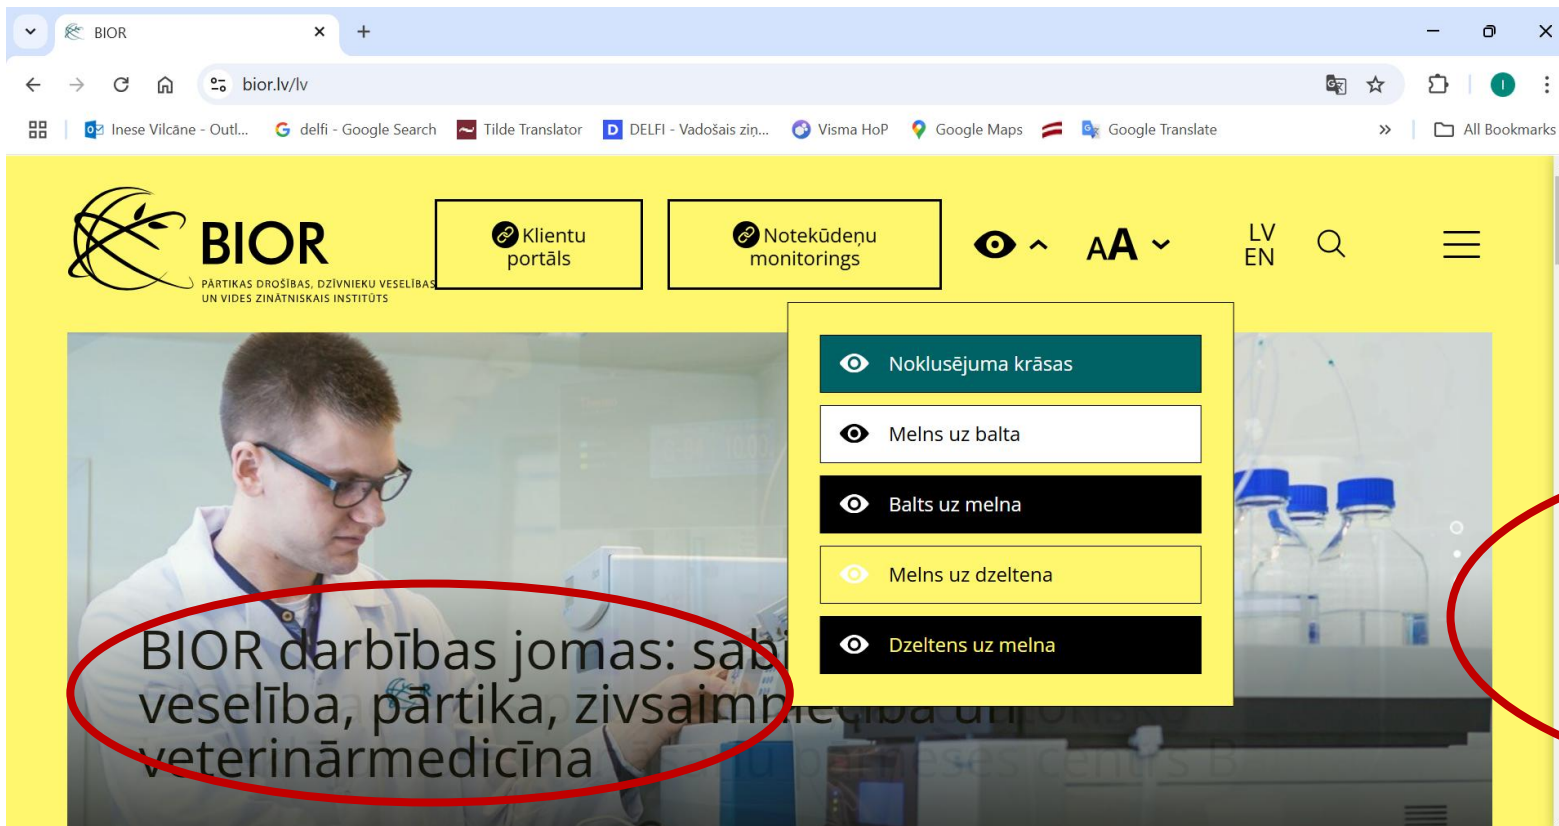 BIOR
bior.lv/lv
Inese Vilcāne - Outl...
delfi - Google Search
Tilde Translator
DELFI - Vadošais ziņ...
Visma HoP
Google Maps
Google Translate
All Bookmarks
BIOR
PĀRTIKAS DROŠĪBAS, DZĪVNIEKU VESELĪBAS
UN VIDES ZINĀTNISKAIS INSTITŪTS
Klientu
portāls
Notekūdeņu
monitorings
AA
LV
EN
Noklusējuma krāsas
Melns uz balta
Balts uz melna
Melns uz dzeltena
Dzeltens uz melna
BIOR darbības jomas: sabi
veselība, pārtika, zivsaimniecība un
veterinārmedicīna